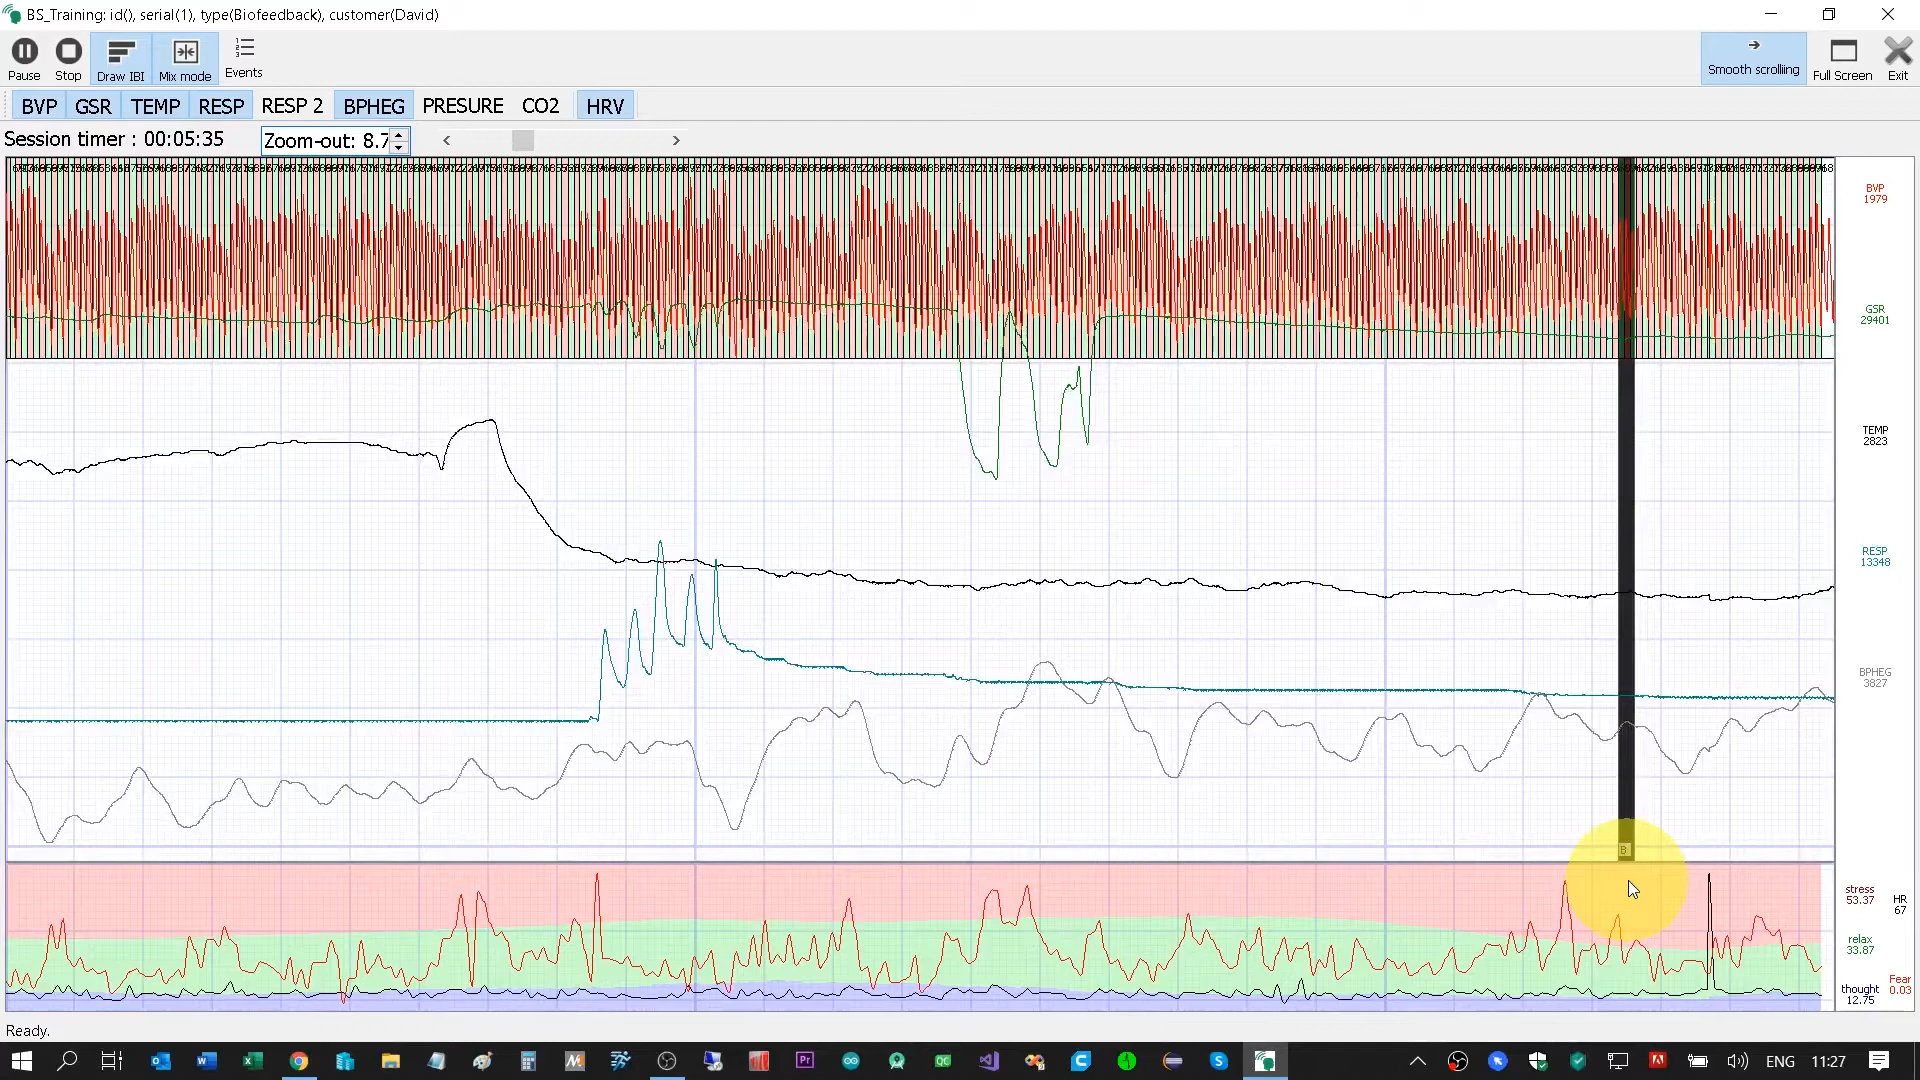 BS_Training: id(), serial(1), type(Biofeedback), customer(David)
Pause Stop Draw IBI Mix mode Events Smooth scrolling Full Screen Exit
BVP GSR TEMP RESP RESP 2 BPHEG PRESURE CO2 HRV
Session timer : 00:05:35 Zoom-out: 8.7
BVP
1979
GSR
29401
TEMP
2823
RESP
13348
BPHEG
3827
B
stress
53.37
HR
67
relax
33.87
Fear
0.03
thought
12.75
Ready.
ENG 11:27